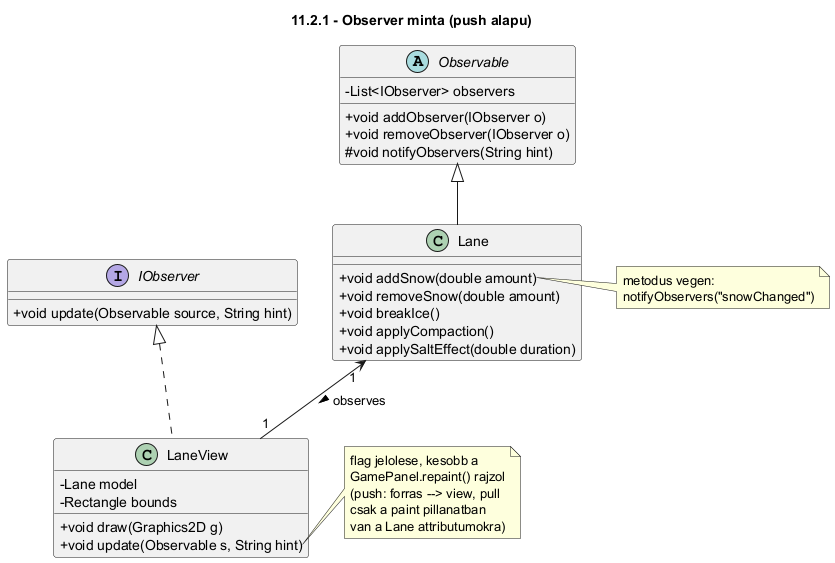 11.2.1 - Observer minta (push alapu)
A Observable
-List<IObserver> observers
+void addObserver(IObserver o)
+void removeObserver(IObserver o)
#void notifyObservers(String hint)
C Lane
+void addSnow(double amount)
+void removeSnow(double amount)
+void breakIce()
+void applyCompaction()
+void applySaltEffect(double duration)
metodus vegen:
notifyObservers("snowChanged")
I IObserver
+void update(Observable source, String hint)
1
observes
1
C LaneView
-Lane model
-Rectangle bounds
+void draw(Graphics2D g)
+void update(Observable s, String hint)
flag jelolese, kesobb a
GamePanel.repaint() rajzol
(push: forras --> view, pull
csak a paint pillanatban
van a Lane attributumokra)